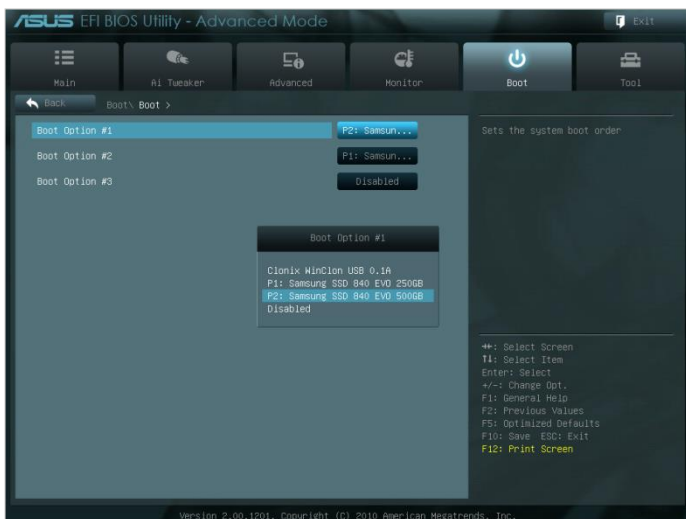 ASUS EFI BIOS Utility - Advanced Mode
Exit
Main
Ai Tweaker
Advanced
Monitor
Boot
Tool
Back
Boot\ Boot >
Boot Option #1
P2: Samsun...
Boot Option #2
P1: Samsun...
Boot Option #3
Disabled
Sets the system boot order
Boot Option #1
Clonix WinClon USB 0.1A
P1: Samsung SSD 840 EVO 250GB
P2: Samsung SSD 840 EVO 500GB
Disabled
→←: Select Screen
↑↓: Select Item
Enter: Select
+/-: Change Opt.
F1: General Help
F2: Previous Values
F5: Optimized Defaults
F10: Save ESC: Exit
F12: Print Screen
Version 2.00.1201. Copyright (C) 2010 American Megatrends, Inc.